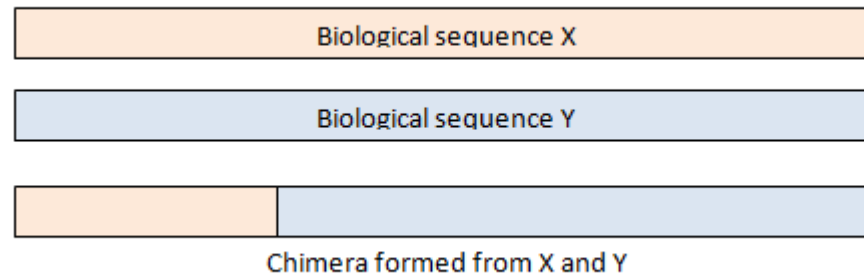 Biological sequence X
Biological sequence Y
Chimera formed from X and Y